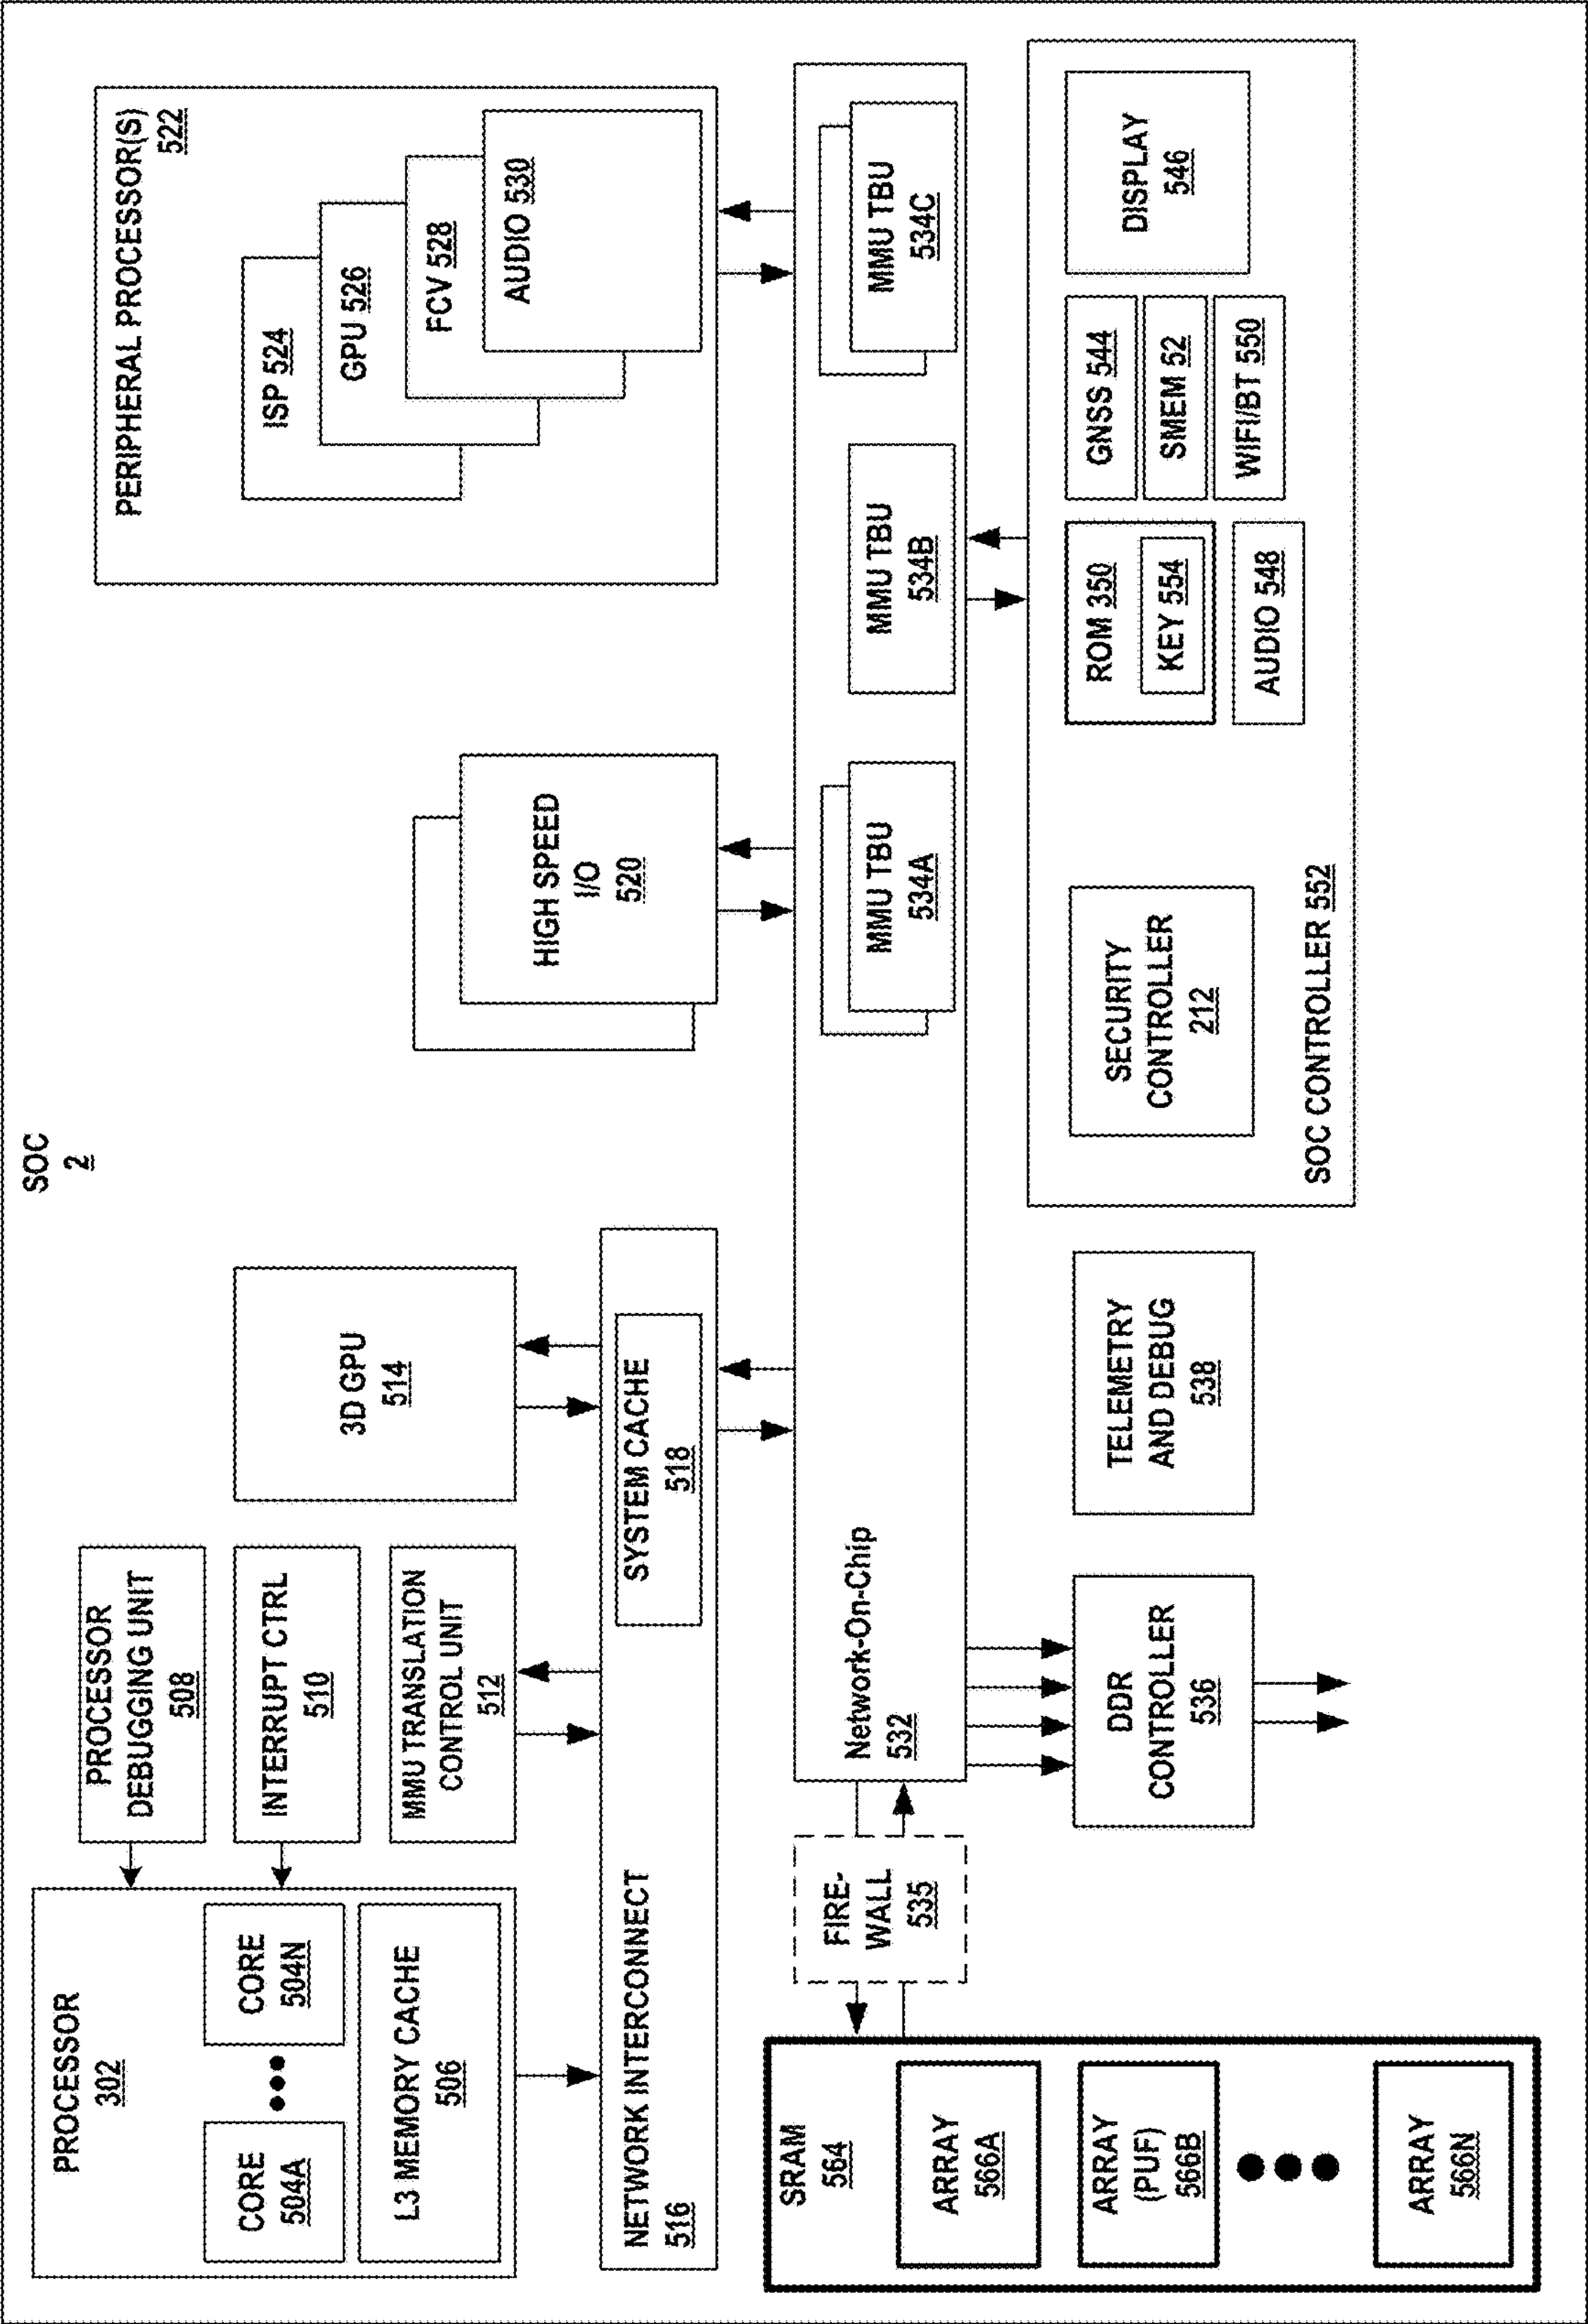 SOC
2
PROCESSOR
302
CORE
504A
CORE
504N
L3 MEMORY CACHE
506
PROCESSOR
DEBUGGING UNIT
508
INTERRUPT CTRL
510
MMU TRANSLATION
CONTROL UNIT
512
3D GPU
514
NETWORK INTERCONNECT
516
SYSTEM CACHE
518
HIGH SPEED
I/O
520
PERIPHERAL PROCESSOR(S)
522
ISP 524
GPU 526
FCV 528
AUDIO 530
Network-On-Chip
532
MMU TBU
534A
MMU TBU
534B
MMU TBU
534C
FIRE-
WALL
535
SRAM
564
ARRAY
566A
ARRAY
(PUF)
566B
ARRAY
566N
DDR
CONTROLLER
536
TELEMETRY
AND DEBUG
538
SECURITY
CONTROLLER
212
ROM 350
KEY 554
AUDIO 548
GNSS 544
SMEM 52
WIFI/BT 550
DISPLAY
546
SOC CONTROLLER 552